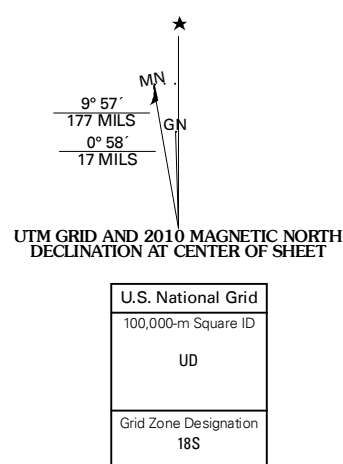 MN
9° 57´
177 MILS
GN
0° 58´
17 MILS
UTM GRID AND 2010 MAGNETIC NORTH
DECLINATION AT CENTER OF SHEET
U.S. National Grid
100,000-m Square ID
UD
Grid Zone Designation
18S